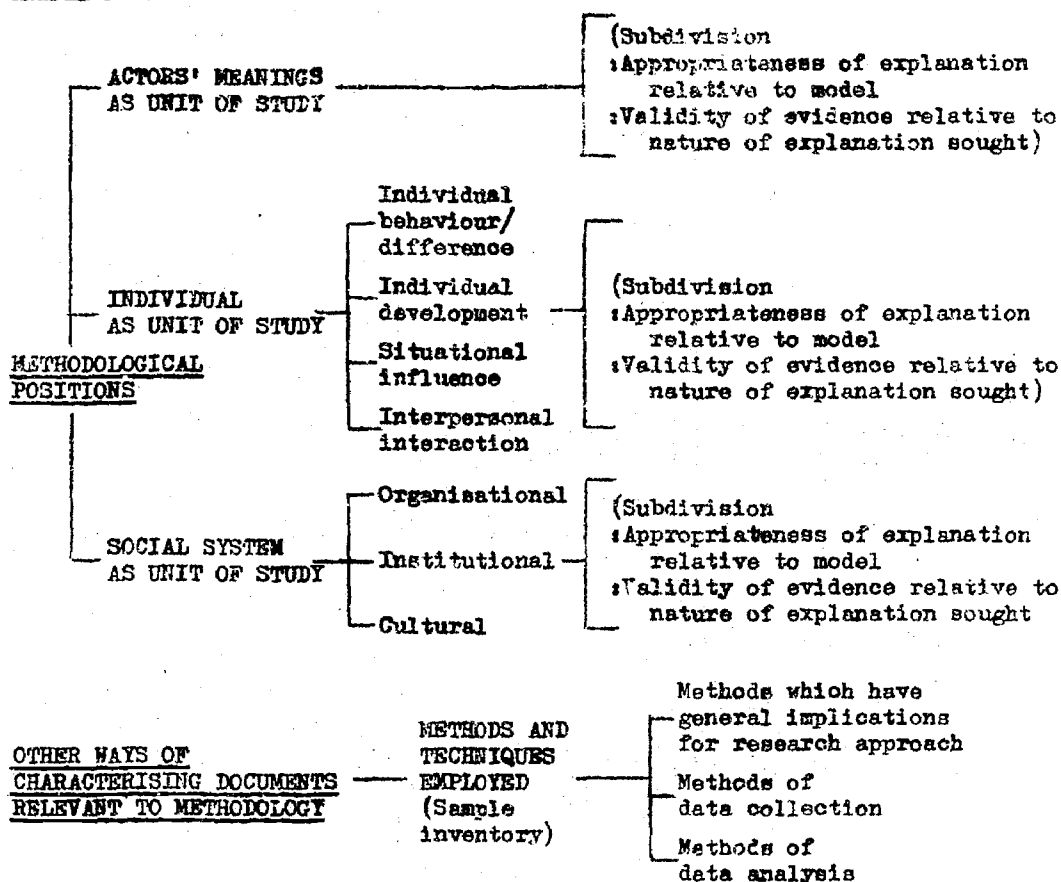 (Subdivision
:Appropriateness of explanation
relative to model
:Validity of evidence relative to
nature of explanation sought)
ACTORS' MEANINGS
AS UNIT OF STUDY
Individual
behaviour/
difference
Individual
development
Situational
influence
Interpersonal
interaction
INDIVIDUAL
AS UNIT OF STUDY
(Subdivision
:Appropriateness of explanation
relative to model
:Validity of evidence relative to
nature of explanation sought)
METHODOLOGICAL
POSITIONS
Organisational
Institutional
Cultural
SOCIAL SYSTEM
AS UNIT OF STUDY
(Subdivision
:Appropriateness of explanation
relative to model
:Validity of evidence relative to
nature of explanation sought
OTHER WAYS OF
CHARACTERISING DOCUMENTS
RELEVANT TO METHODOLOGY
METHODS AND
TECHNIQUES
EMPLOYED
(Sample
inventory)
Methods which have
general implications
for research approach
Methods of
data collection
Methods of
data analysis